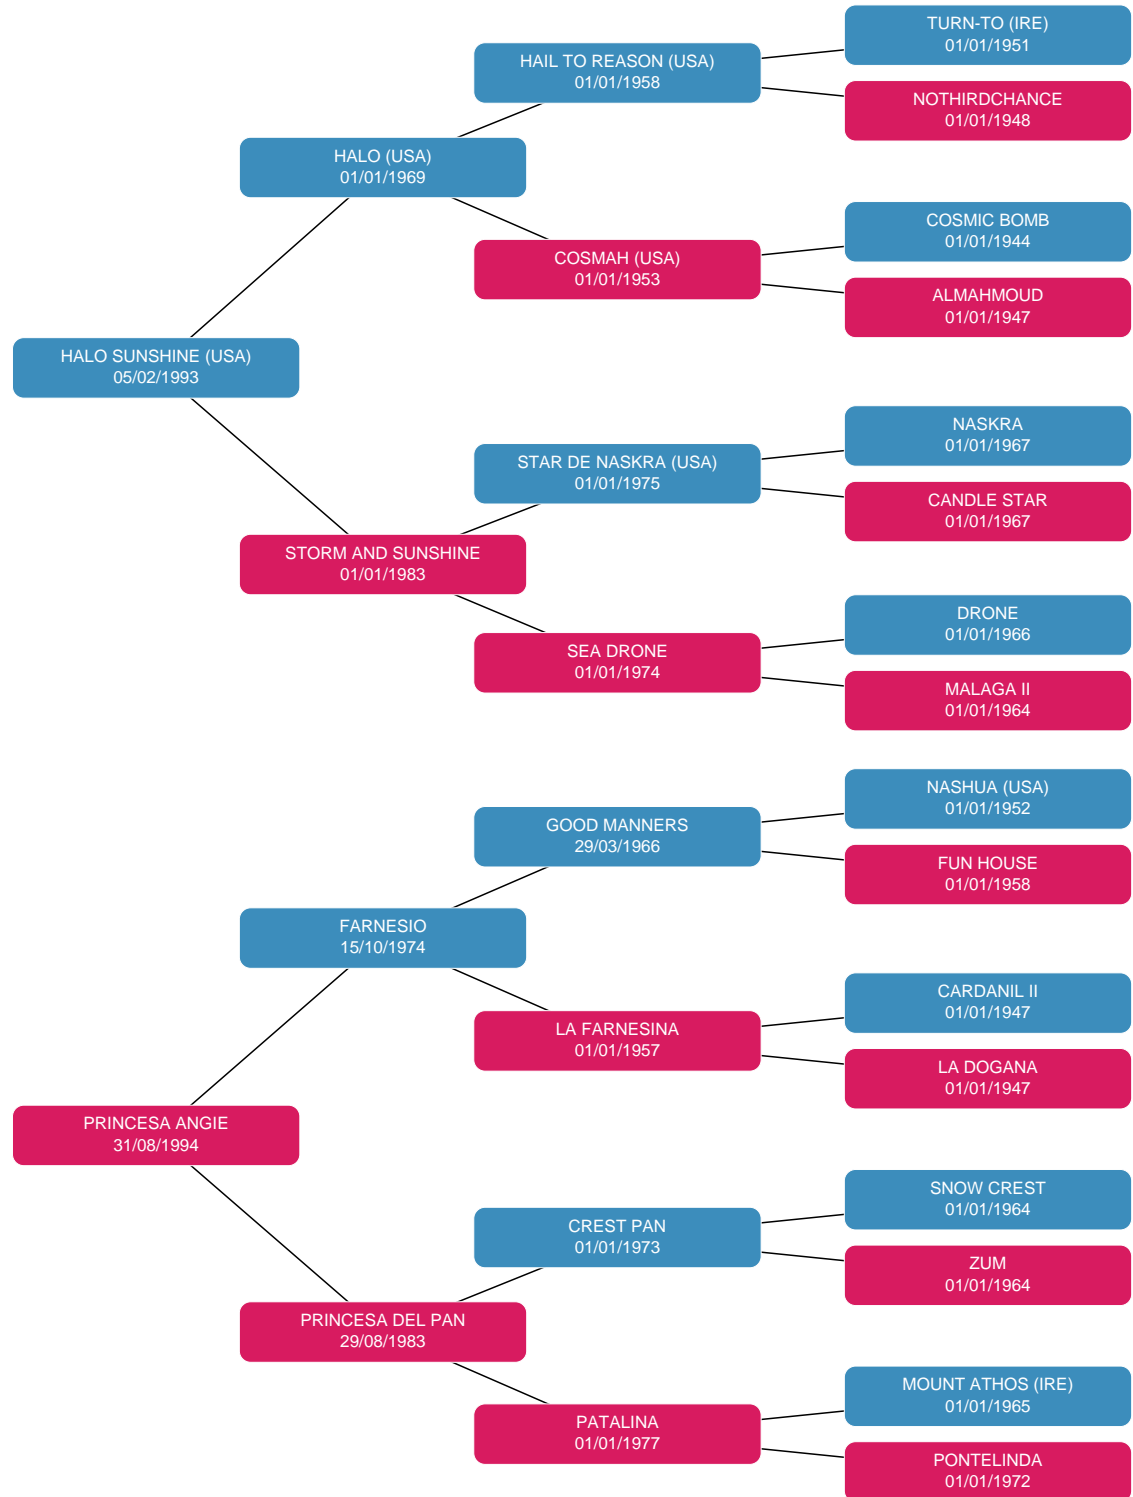 TURN-TO (IRE)
01/01/1951
HAIL TO REASON (USA)
01/01/1958
NOTHIRDCHANCE
01/01/1948
HALO (USA)
01/01/1969
COSMIC BOMB
01/01/1944
COSMAH (USA)
01/01/1953
ALMAHMOUD
01/01/1947
HALO SUNSHINE (USA)
05/02/1993
NASKRA
01/01/1967
STAR DE NASKRA (USA)
01/01/1975
CANDLE STAR
01/01/1967
STORM AND SUNSHINE
01/01/1983
DRONE
01/01/1966
SEA DRONE
01/01/1974
MALAGA II
01/01/1964
NASHUA (USA)
01/01/1952
GOOD MANNERS
29/03/1966
FUN HOUSE
01/01/1958
FARNESIO
15/10/1974
CARDANIL II
01/01/1947
LA FARNESINA
01/01/1957
LA DOGANA
01/01/1947
PRINCESA ANGIE
31/08/1994
SNOW CREST
01/01/1964
CREST PAN
01/01/1973
ZUM
01/01/1964
PRINCESA DEL PAN
29/08/1983
MOUNT ATHOS (IRE)
01/01/1965
PATALINA
01/01/1977
PONTELINDA
01/01/1972